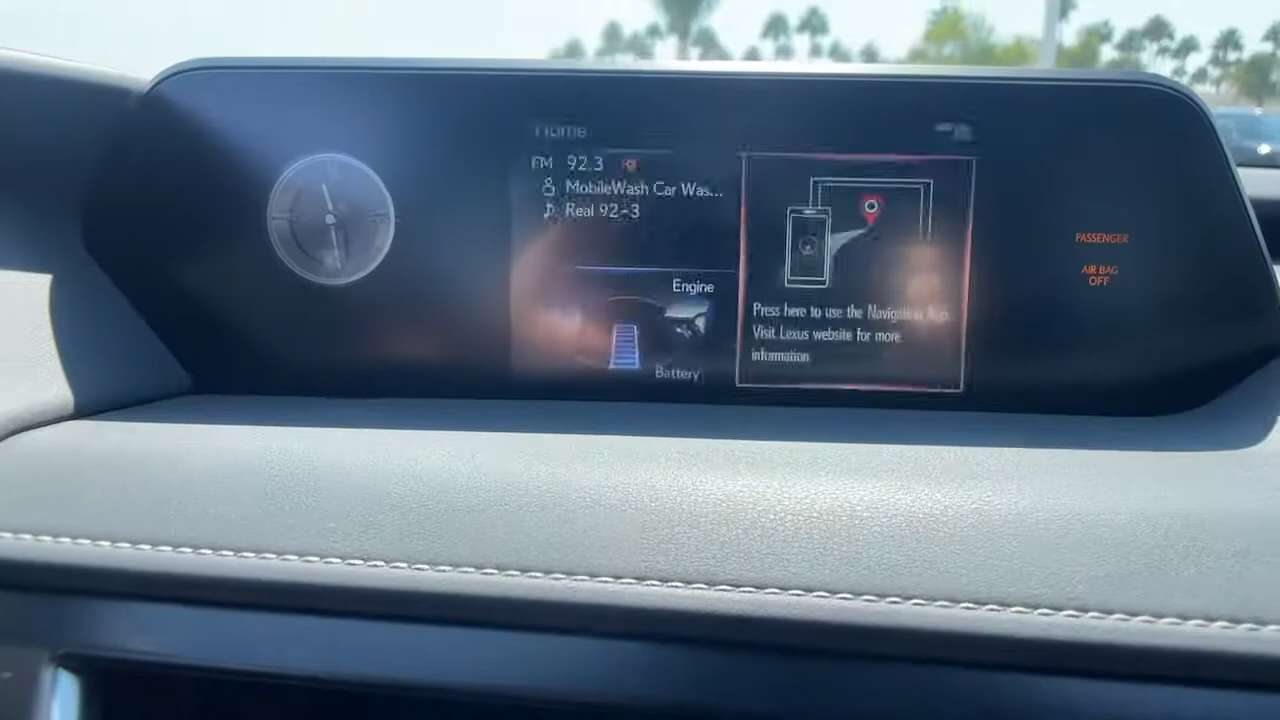 Home
FM 92.3
MobileWash Car Was...
Real 92-3
Engine
Battery
Press here to use the Navigation App.
Visit Lexus website for more
information.
PASSENGER
AIR BAG
OFF